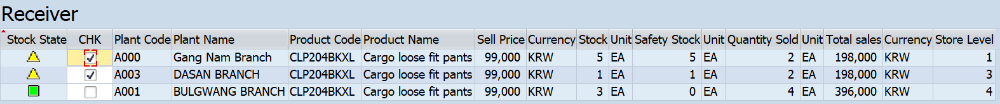 Receiver
Stock State CHK Plant Code Plant Name Product Code Product Name Sell Price Currency Stock Unit Safety Stock Unit Quantity Sold Unit Total sales Currency Store Level
A000 Gang Nam Branch CLP204BKXL Cargo loose fit pants 99,000 KRW 5 EA 5 EA 2 EA 198,000 KRW 1
A003 DASAN BRANCH CLP204BKXL Cargo loose fit pants 99,000 KRW 1 EA 1 EA 2 EA 198,000 KRW 3
A001 BULGWANG BRANCH CLP204BKXL Cargo loose fit pants 99,000 KRW 3 EA 0 EA 4 EA 396,000 KRW 4